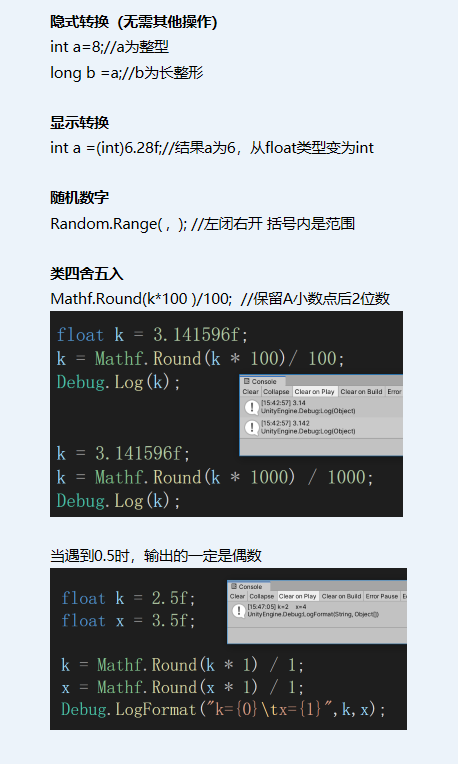 隐式转换（无需其他操作）
int a=8;//a为整型
long b =a;//b为长整形
显示转换
int a =(int)6.28f;//结果a为6，从float类型变为int
随机数字
Random.Range( , ); //左闭右开 括号内是范围
类四舍五入
Mathf.Round(k*100 )/100;  //保留A小数点后2位数
float k = 3.141596f;
k = Mathf.Round(k * 100)/ 100;
Debug.Log(k);
Console
Clear Collapse Clear on Play Clear on Build Error
[15:42:57] 3.14
UnityEngine.Debug:Log(Object)
[15:42:57] 3.142
UnityEngine.Debug:Log(Object)
k = 3.141596f;
k = Mathf.Round(k * 1000) / 1000;
Debug.Log(k);
当遇到0.5时，输出的一定是偶数
float k = 2.5f;
float x = 3.5f;
Console
Clear Collapse Clear on Play Clear on Build Error Pause
[15:47:05] k=2 x=4
UnityEngine.Debug:LogFormat(String, Object[])
k = Mathf.Round(k * 1) / 1;
x = Mathf.Round(x * 1) / 1;
Debug.LogFormat("k={0}\tx={1}",k,x);